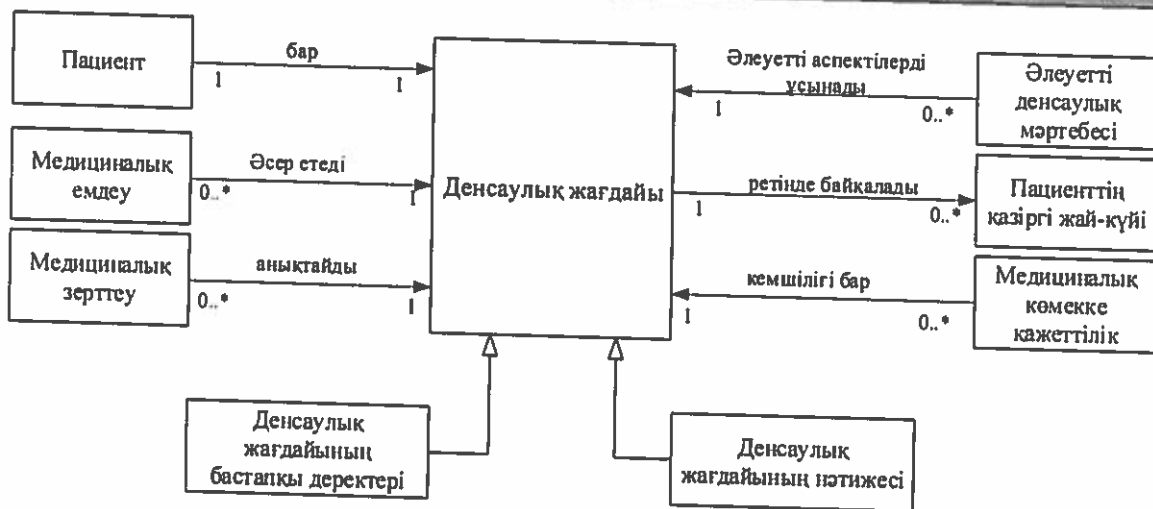 Пациент
бар
1
1
Медициналық
емдеу
Әсер етеді
0..*
1
Медициналық
зерттеу
анықтайды
0..*
1
Денсаулық жағдайы
Әлеуетті аспектілерді
ұсынады
1
0..*
Әлеуетті
денсаулық
мәртебесі
ретінде байқалады
1
0..*
Пациенттің
қазіргі жай-күйі
кемшілігі бар
1
0..*
Медициналық
көмекке
қажеттілік
Денсаулық
жағдайының
бастапқы деректері
Денсаулық
жағдайының нәтижесі